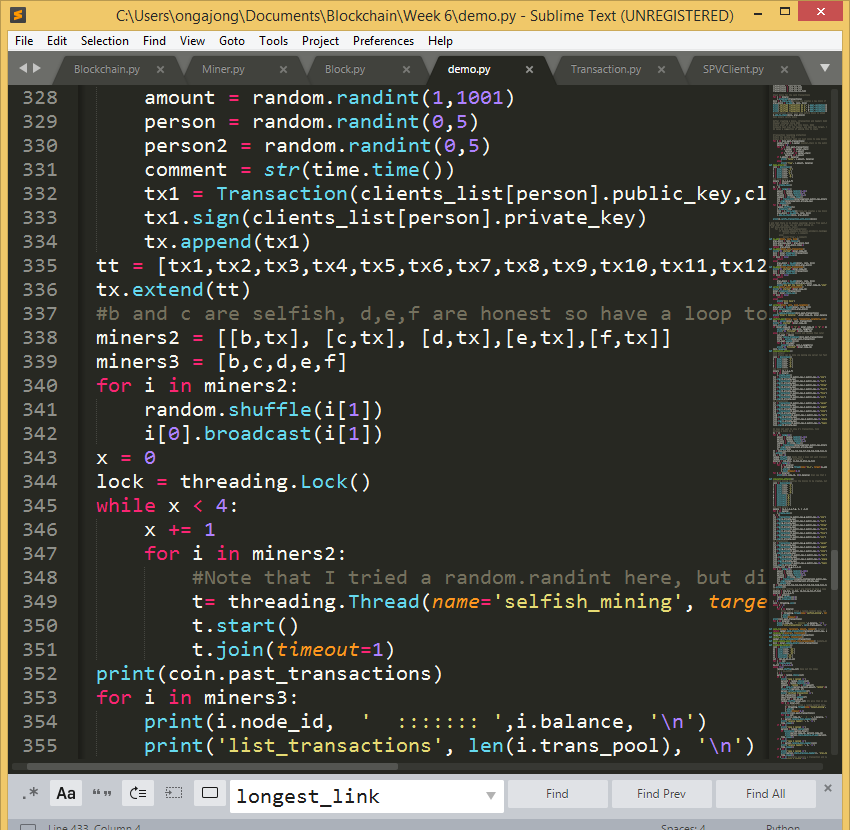 C:\Users\ongajong\Documents\Blockchain\Week 6\demo.py - Sublime Text (UNREGISTERED)
File Edit Selection Find View Goto Tools Project Preferences Help
Blockchain.py Miner.py Block.py demo.py Transaction.py SPVClient.py
328 amount = random.randint(1,1001)
329 person = random.randint(0,5)
330 person2 = random.randint(0,5)
331 comment = str(time.time())
332 tx1 = Transaction(clients_list[person].public_key,cl
333 tx1.sign(clients_list[person].private_key)
334 tx.append(tx1)
335 tt = [tx1,tx2,tx3,tx4,tx5,tx6,tx7,tx8,tx9,tx10,tx11,tx12
336 tx.extend(tt)
337 #b and c are selfish, d,e,f are honest so have a loop to
338 miners2 = [[b,tx], [c,tx], [d,tx],[e,tx],[f,tx]]
339 miners3 = [b,c,d,e,f]
340 for i in miners2:
341 random.shuffle(i[1])
342 i[0].broadcast(i[1])
343 x = 0
344 lock = threading.Lock()
345 while x < 4:
346 x += 1
347 for i in miners2:
348 #Note that I tried a random.randint here, but di
349 t= threading.Thread(name='selfish_mining', targe
350 t.start()
351 t.join(timeout=1)
352 print(coin.past_transactions)
353 for i in miners3:
354 print(i.node_id, '  ::::::: ',i.balance, '\n')
355 print('list_transactions', len(i.trans_pool), '\n')
.* Aa “” longest_link Find Find Prev Find All
Line 433, Column 4 Spaces: 4 Python